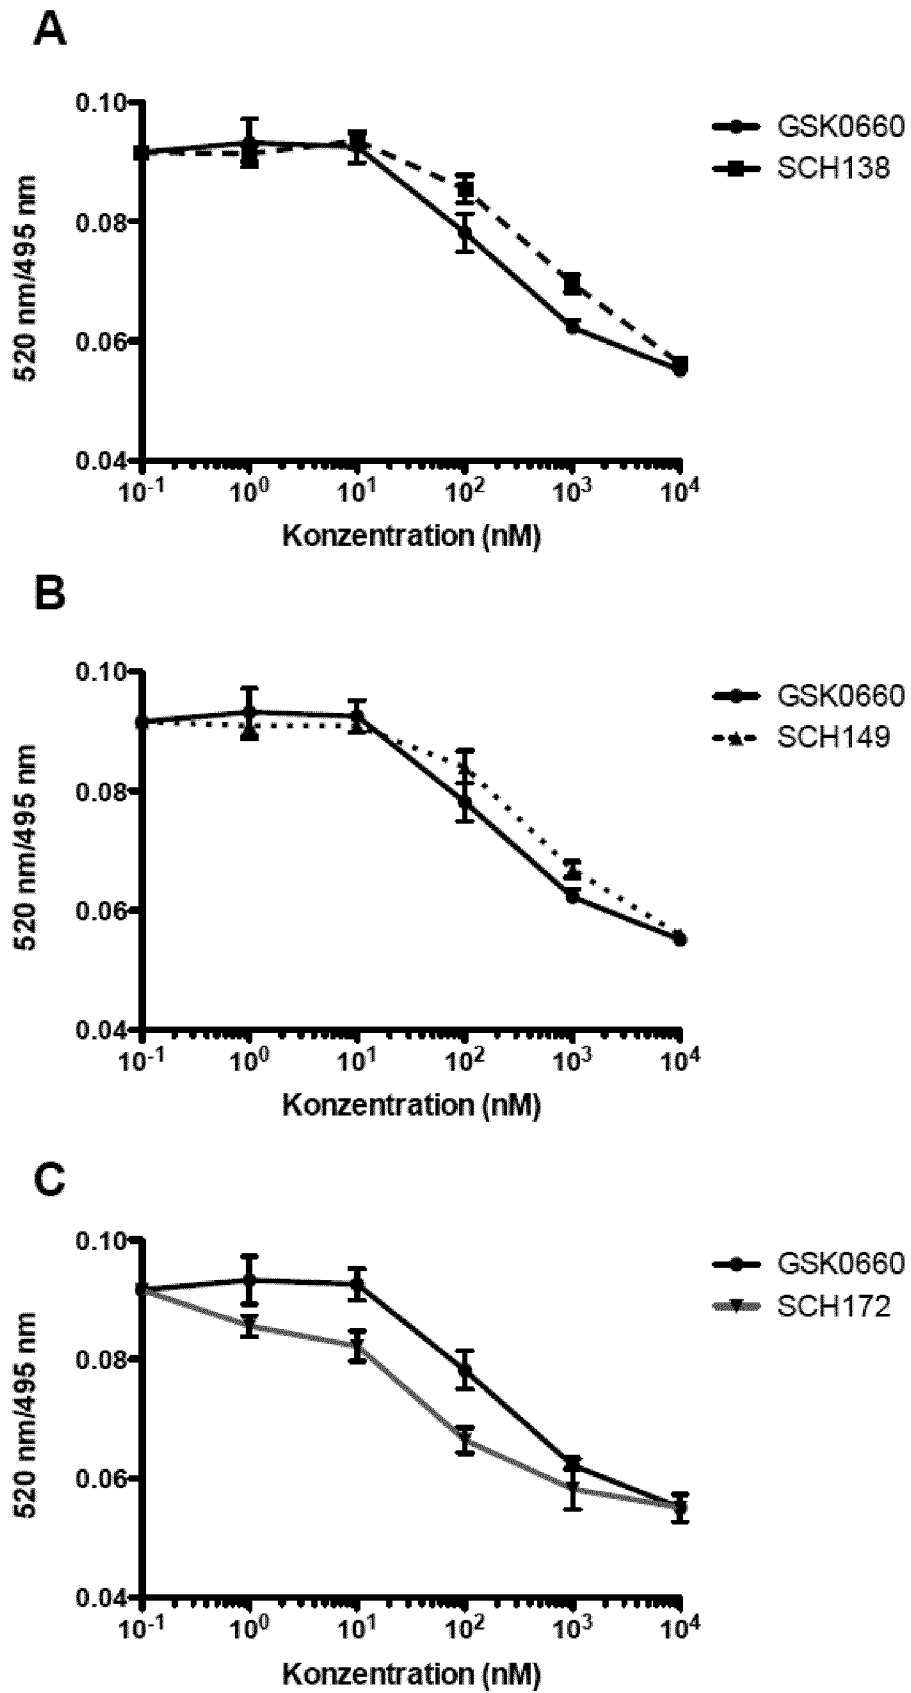 A
0.10
0.08
0.06
0.04
520 nm/495 nm
10⁻¹ 10⁰ 10¹ 10² 10³ 10⁴
Konzentration (nM)
GSK0660
SCH138
B
0.10
0.08
0.06
0.04
520 nm/495 nm
10⁻¹ 10⁰ 10¹ 10² 10³ 10⁴
Konzentration (nM)
GSK0660
SCH149
C
0.10
0.08
0.06
0.04
520 nm/495 nm
10⁻¹ 10⁰ 10¹ 10² 10³ 10⁴
Konzentration (nM)
GSK0660
SCH172